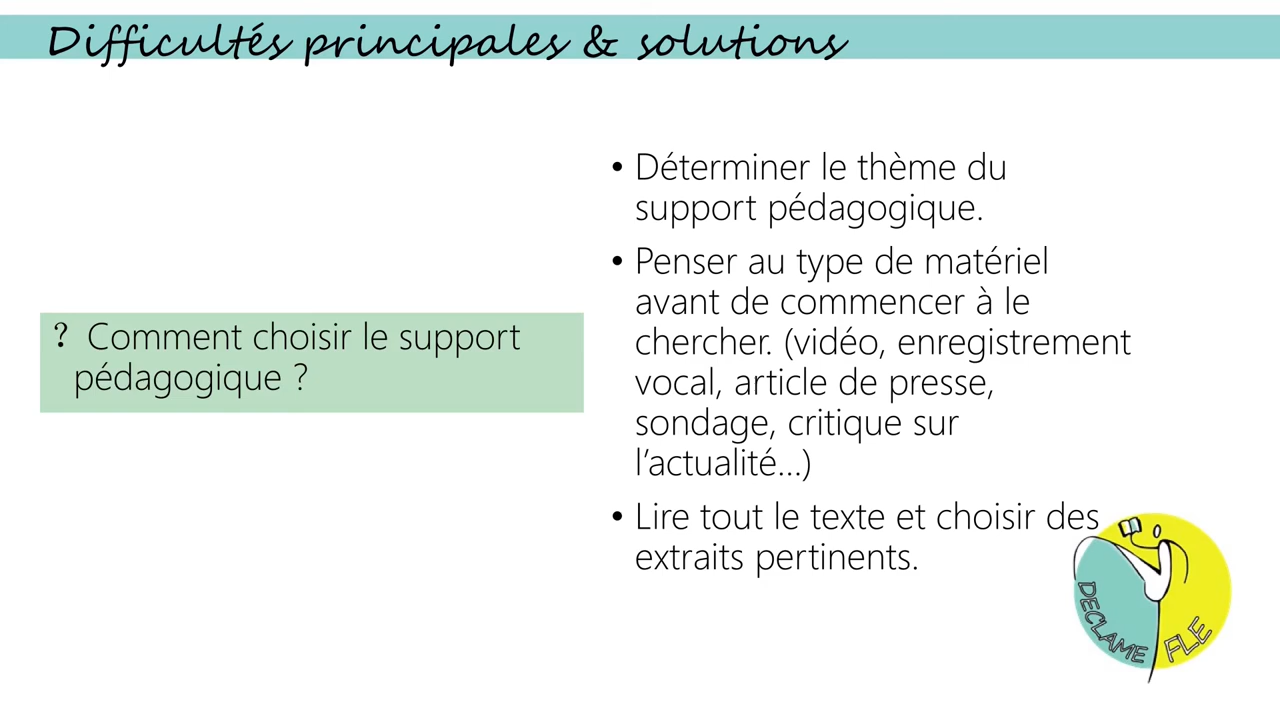 Difficultés principales & solutions
? Comment choisir le support
pédagogique ?
• Déterminer le thème du
support pédagogique.
• Penser au type de matériel
avant de commencer à le
chercher. (vidéo, enregistrement
vocal, article de presse,
sondage, critique sur
l’actualité…)
• Lire tout le texte et choisir des
extraits pertinents.
DECLAME FLE